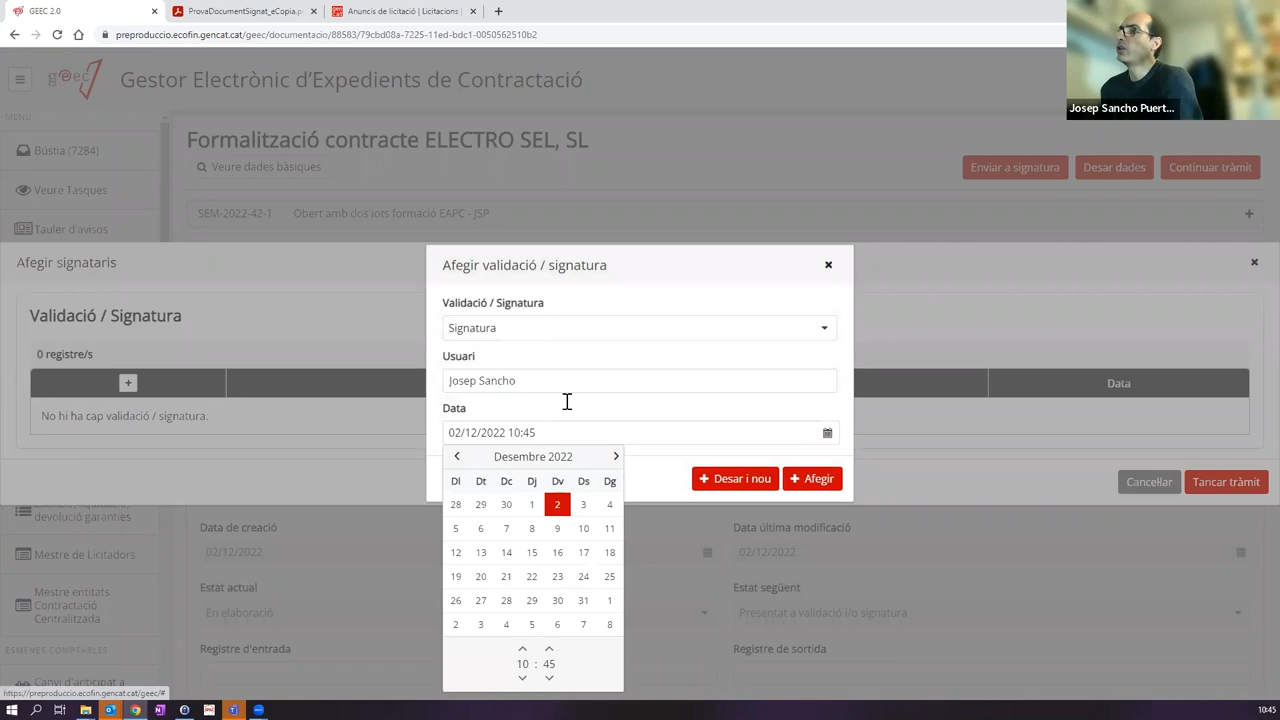 GEEC 2.0
ProvaDocumentSignat_eCopia.p
Anuncis de licitació | Licitacions |
preproduccio.ecofin.gencat.cat/geec/documentacio/88583/79cbd08a-7225-11ed-bdc1-0050562510b2
geec
Gestor Electrònic d'Expedients de Contractació
Josep Sancho Puert...
MENÚ
Bústia (7284)
Veure Tasques
Tauler d'avisos
Formalització contracte ELECTRO SEL, SL
Veure dades bàsiques
Enviar a signatura
Desar dades
Continuar tràmit
SEM-2022-42-1 Obert amb dos lots formació EAPC - JSP
Afegir signataris
Validació / Signatura
0 registre/s
Data
No hi ha cap validació / signatura.
Cancel·lar
Tancar tràmit
Afegir validació / signatura
Validació / Signatura
Signatura
Usuari
Josep Sancho
Data
02/12/2022 10:45
Desar i nou
Afegir
Desembre 2022
Dl Dt Dc Dj Dv Ds Dg
28 29 30 1 2 3 4
5 6 7 8 9 10 11
12 13 14 15 16 17 18
19 20 21 22 23 24 25
26 27 28 29 30 31 1
2 3 4 5 6 7 8
10 : 45
devolució garanties
Mestre de Licitadors
Mestre entitats
Contractació
Centralitzada
ESMENES COMPTABLES
Canvi d'anticipat a
Data de creació
02/12/2022
Data última modificació
02/12/2022
Estat actual
En elaboració
Estat següent
Presentat a validació i/o signatura
Registre d'entrada
Registre de sortida
https://preproduccio.ecofin.gencat.cat/geec/#
10:45